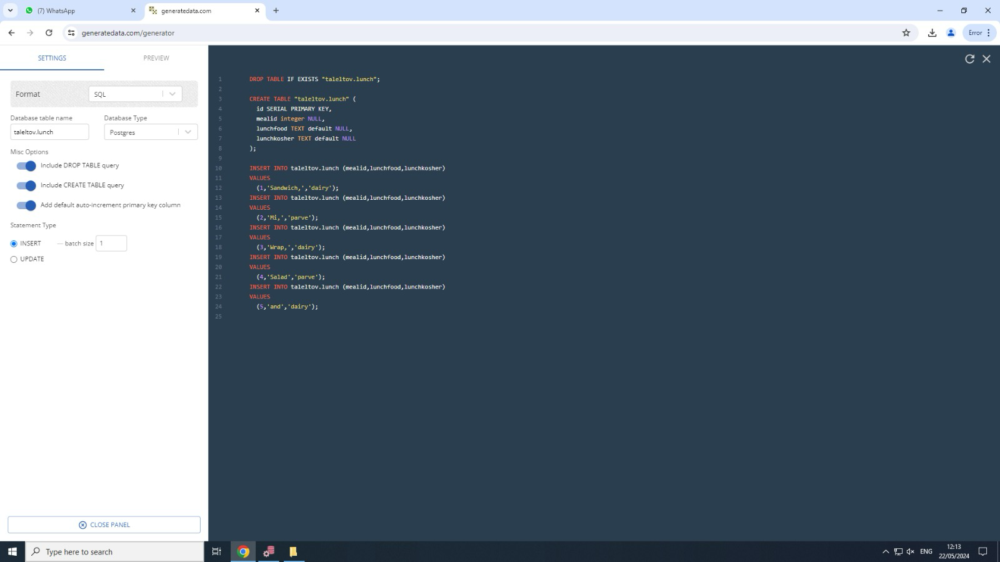 (7) WhatsApp
generatedata.com
generatedata.com/generator
Error
SETTINGS
PREVIEW
Format
SQL
Database table name
Database Type
taleltov.lunch
Postgres
Misc Options
Include DROP TABLE query
Include CREATE TABLE query
Add default auto-increment primary key column
Statement Type
INSERT
— batch size
1
UPDATE
CLOSE PANEL
1 DROP TABLE IF EXISTS "taleltov.lunch";
2
3 CREATE TABLE "taleltov.lunch" (
4 id SERIAL PRIMARY KEY,
5 mealid integer NULL,
6 lunchfood TEXT default NULL,
7 lunchkosher TEXT default NULL
8 );
9
10 INSERT INTO taleltov.lunch (mealid,lunchfood,lunchkosher)
11 VALUES
12 (1,'Sandwich,','dairy');
13 INSERT INTO taleltov.lunch (mealid,lunchfood,lunchkosher)
14 VALUES
15 (2,'Mi,','parve');
16 INSERT INTO taleltov.lunch (mealid,lunchfood,lunchkosher)
17 VALUES
18 (3,'Wrap,','dairy');
19 INSERT INTO taleltov.lunch (mealid,lunchfood,lunchkosher)
20 VALUES
21 (4,'Salad','parve');
22 INSERT INTO taleltov.lunch (mealid,lunchfood,lunchkosher)
23 VALUES
24 (5,'and','dairy');
25
Type here to search
ENG
12:13
22/05/2024